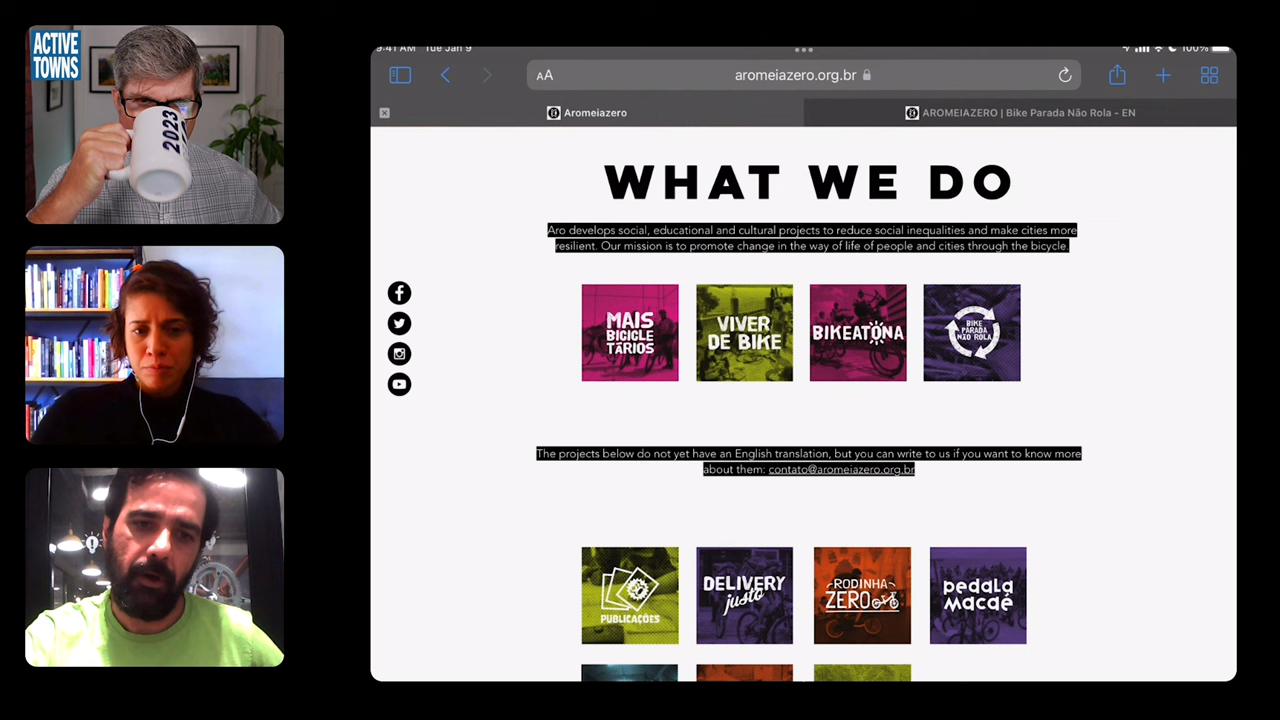 ACTIVE
TOWNS
2023
9:41 AM Tue Jan 9
100%
AA
aromeiazero.org.br
Aromeiazero
AROMEIAZERO | Bike Parada Não Rola - EN
WHAT WE DO
Aro develops social, educational and cultural projects to reduce social inequalities and make cities more
resilient. Our mission is to promote change in the way of life of people and cities through the bicycle.
MAIS
BICICLE
TÁRIOS
VIVER
DE BIKE
BIKEATONA
BIKE
PARADA
NÃO ROLA
The projects below do not yet have an English translation, but you can write to us if you want to know more
about them: contato@aromeiazero.org.br
PUBLICAÇÕES
DELIVERY
justo
RODINHA
ZERO
pedala
macaé